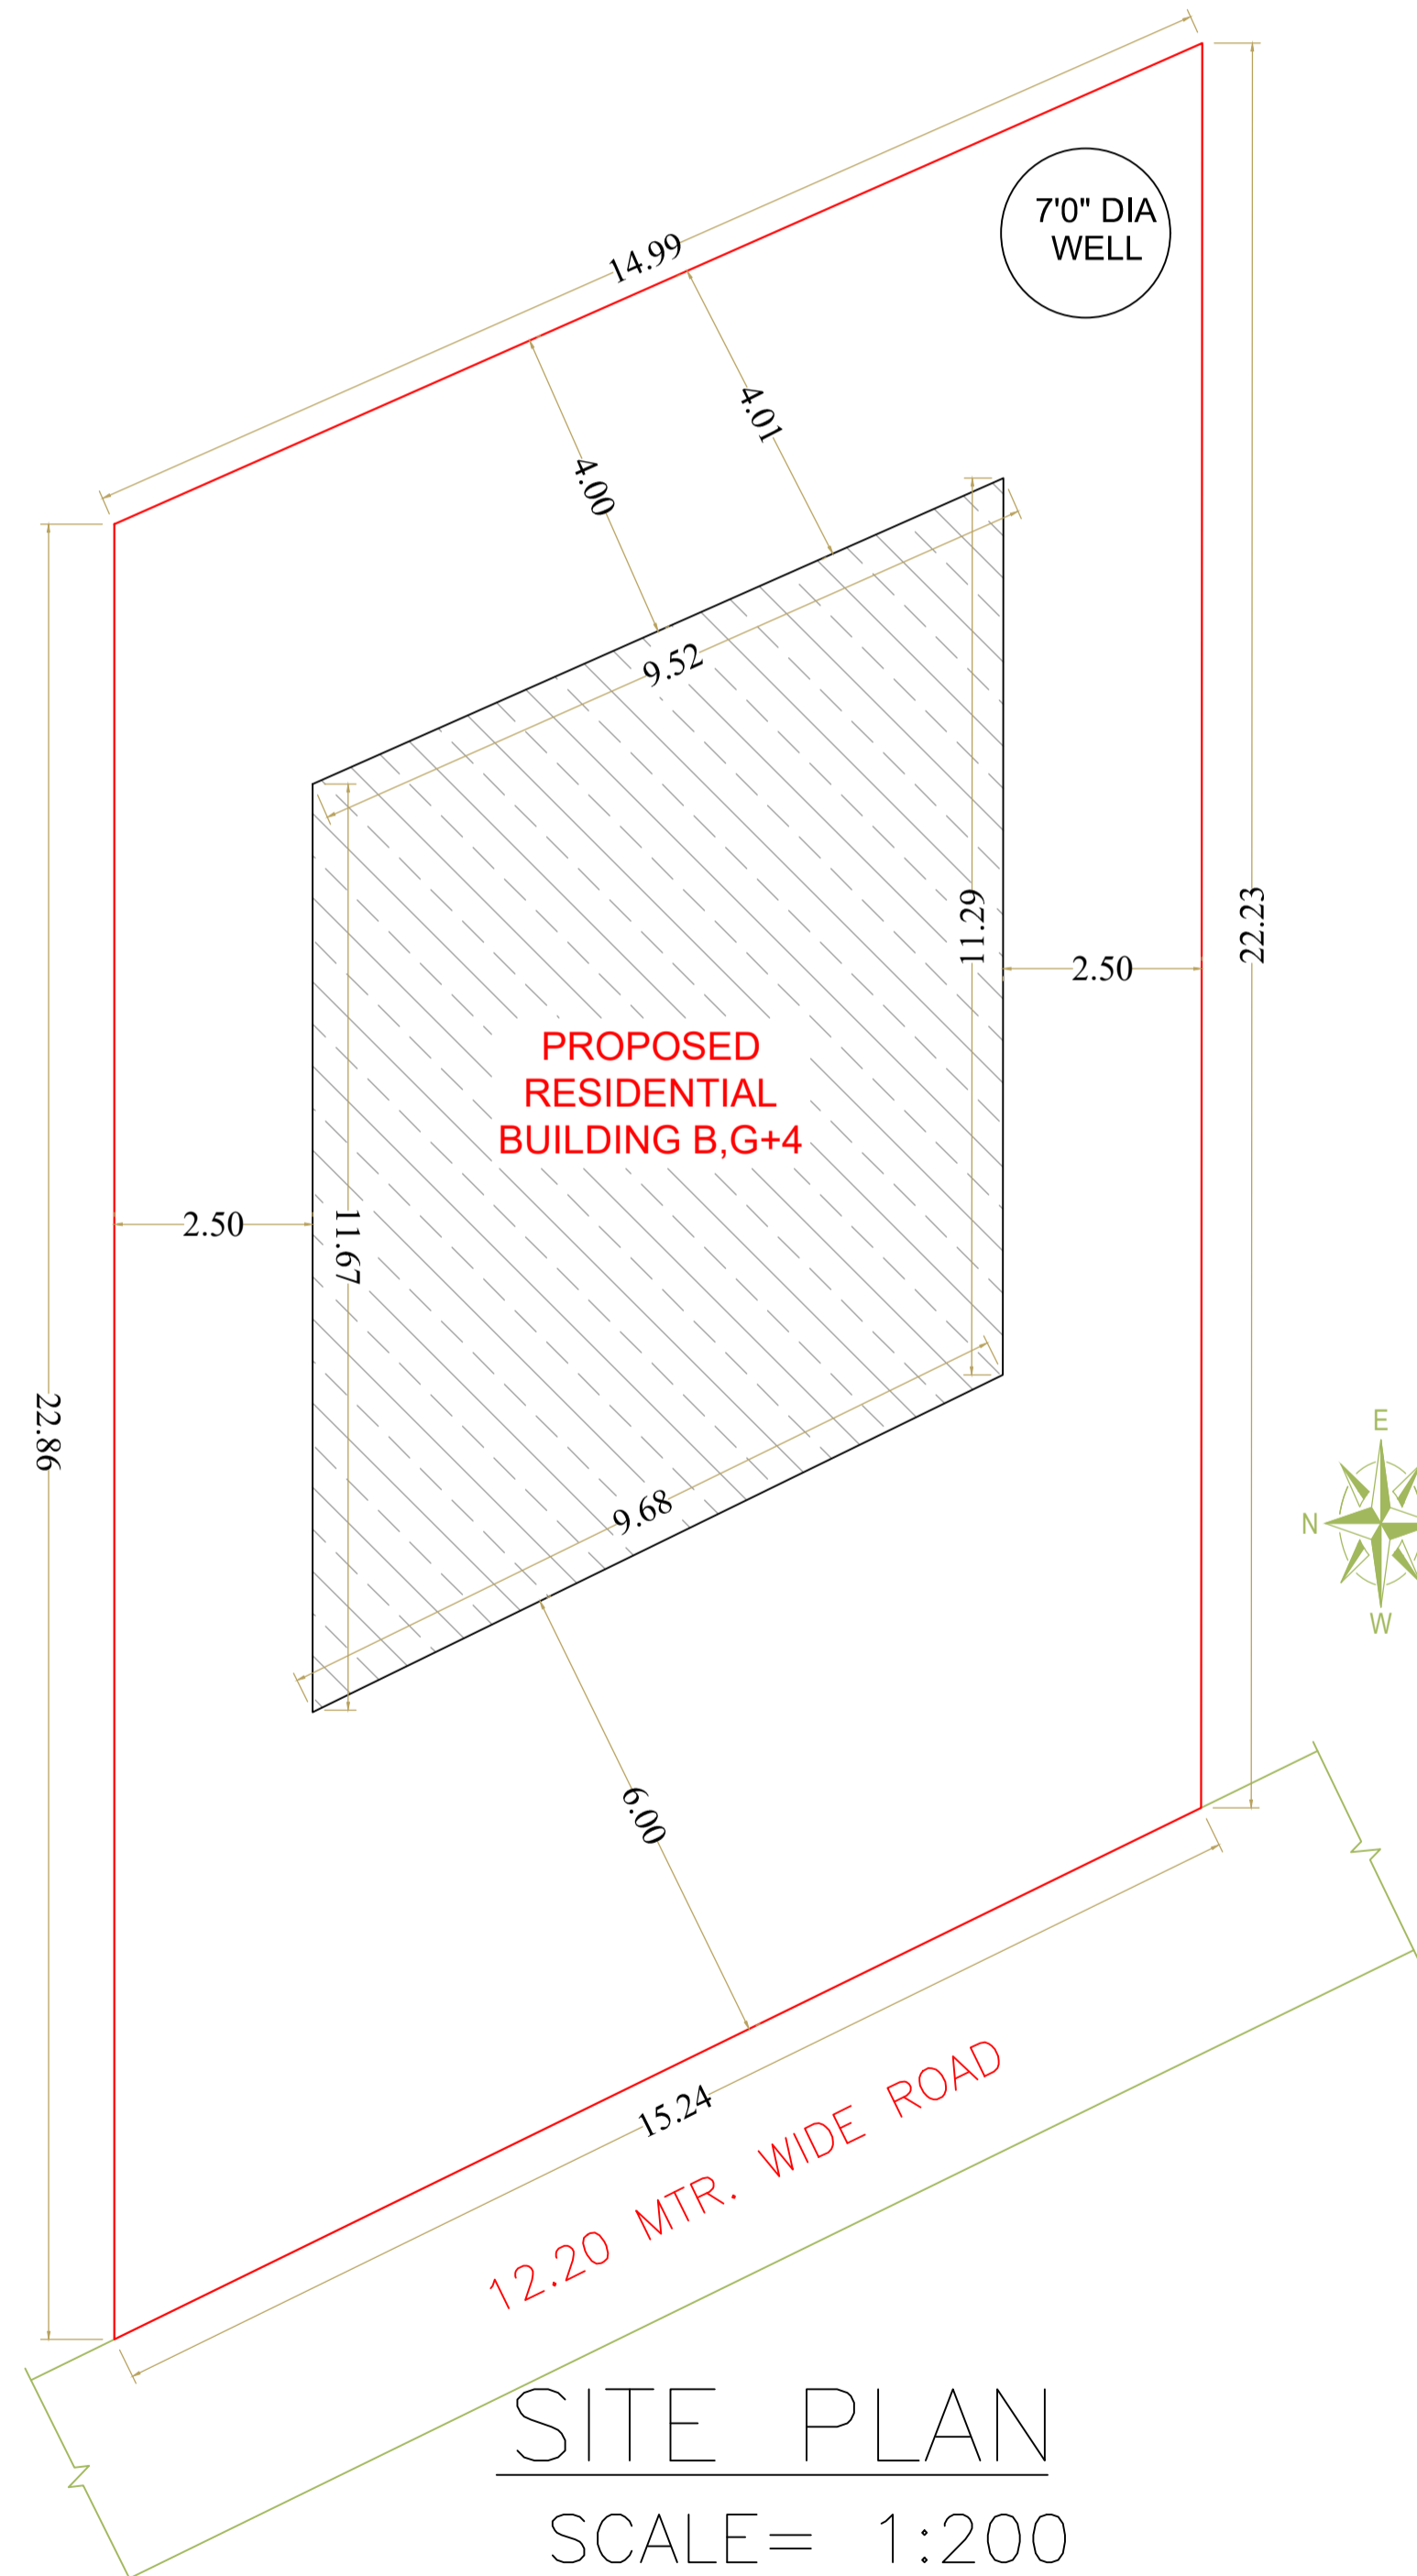 14.99
7'0" DIA
WELL
4.01
4.00
9.52
11.29
22.23
2.50
PROPOSED
RESIDENTIAL
BUILDING B,G+4
2.50
11.67
22.86
E
N
W
9.68
6.00
15.24
12.20 MTR. WIDE ROAD
SITE PLAN
SCALE= 1:200